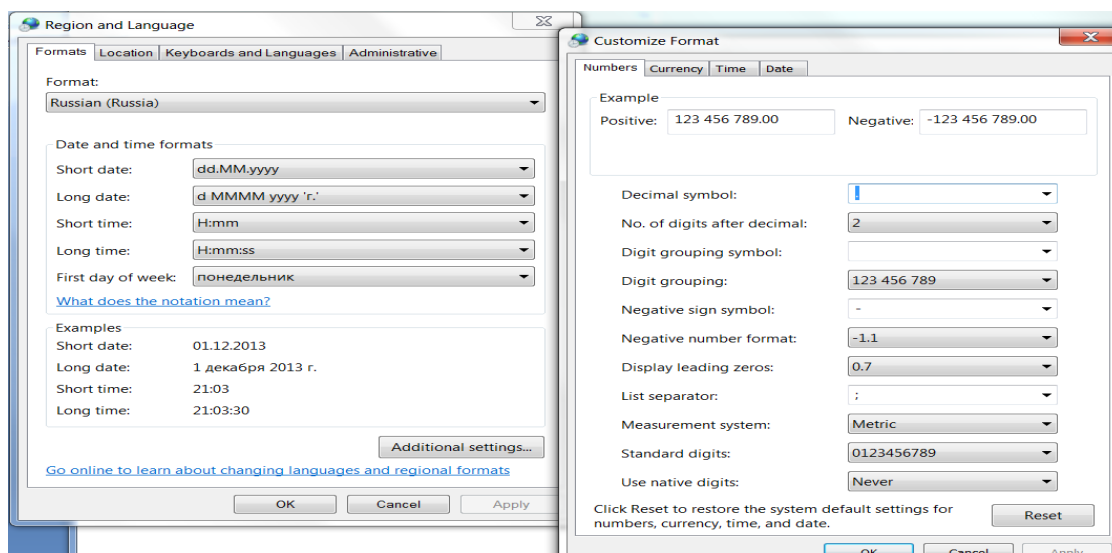 Region and Language
Formats Location Keyboards and Languages Administrative
Format:
Russian (Russia)
Date and time formats
Short date: dd.MM.yyyy
Long date: d MMMM yyyy 'г.'
Short time: H:mm
Long time: H:mm:ss
First day of week: понедельник
What does the notation mean?
Examples
Short date: 01.12.2013
Long date: 1 декабря 2013 г.
Short time: 21:03
Long time: 21:03:30
Additional settings...
Go online to learn about changing languages and regional formats
OK Cancel Apply
Customize Format
Numbers Currency Time Date
Example
Positive: 123 456 789.00 Negative: -123 456 789.00
Decimal symbol: .
No. of digits after decimal: 2
Digit grouping symbol:
Digit grouping: 123 456 789
Negative sign symbol: -
Negative number format: -1.1
Display leading zeros: 0.7
List separator: ;
Measurement system: Metric
Standard digits: 0123456789
Use native digits: Never
Click Reset to restore the system default settings for
numbers, currency, time, and date.
Reset
OK Cancel Apply